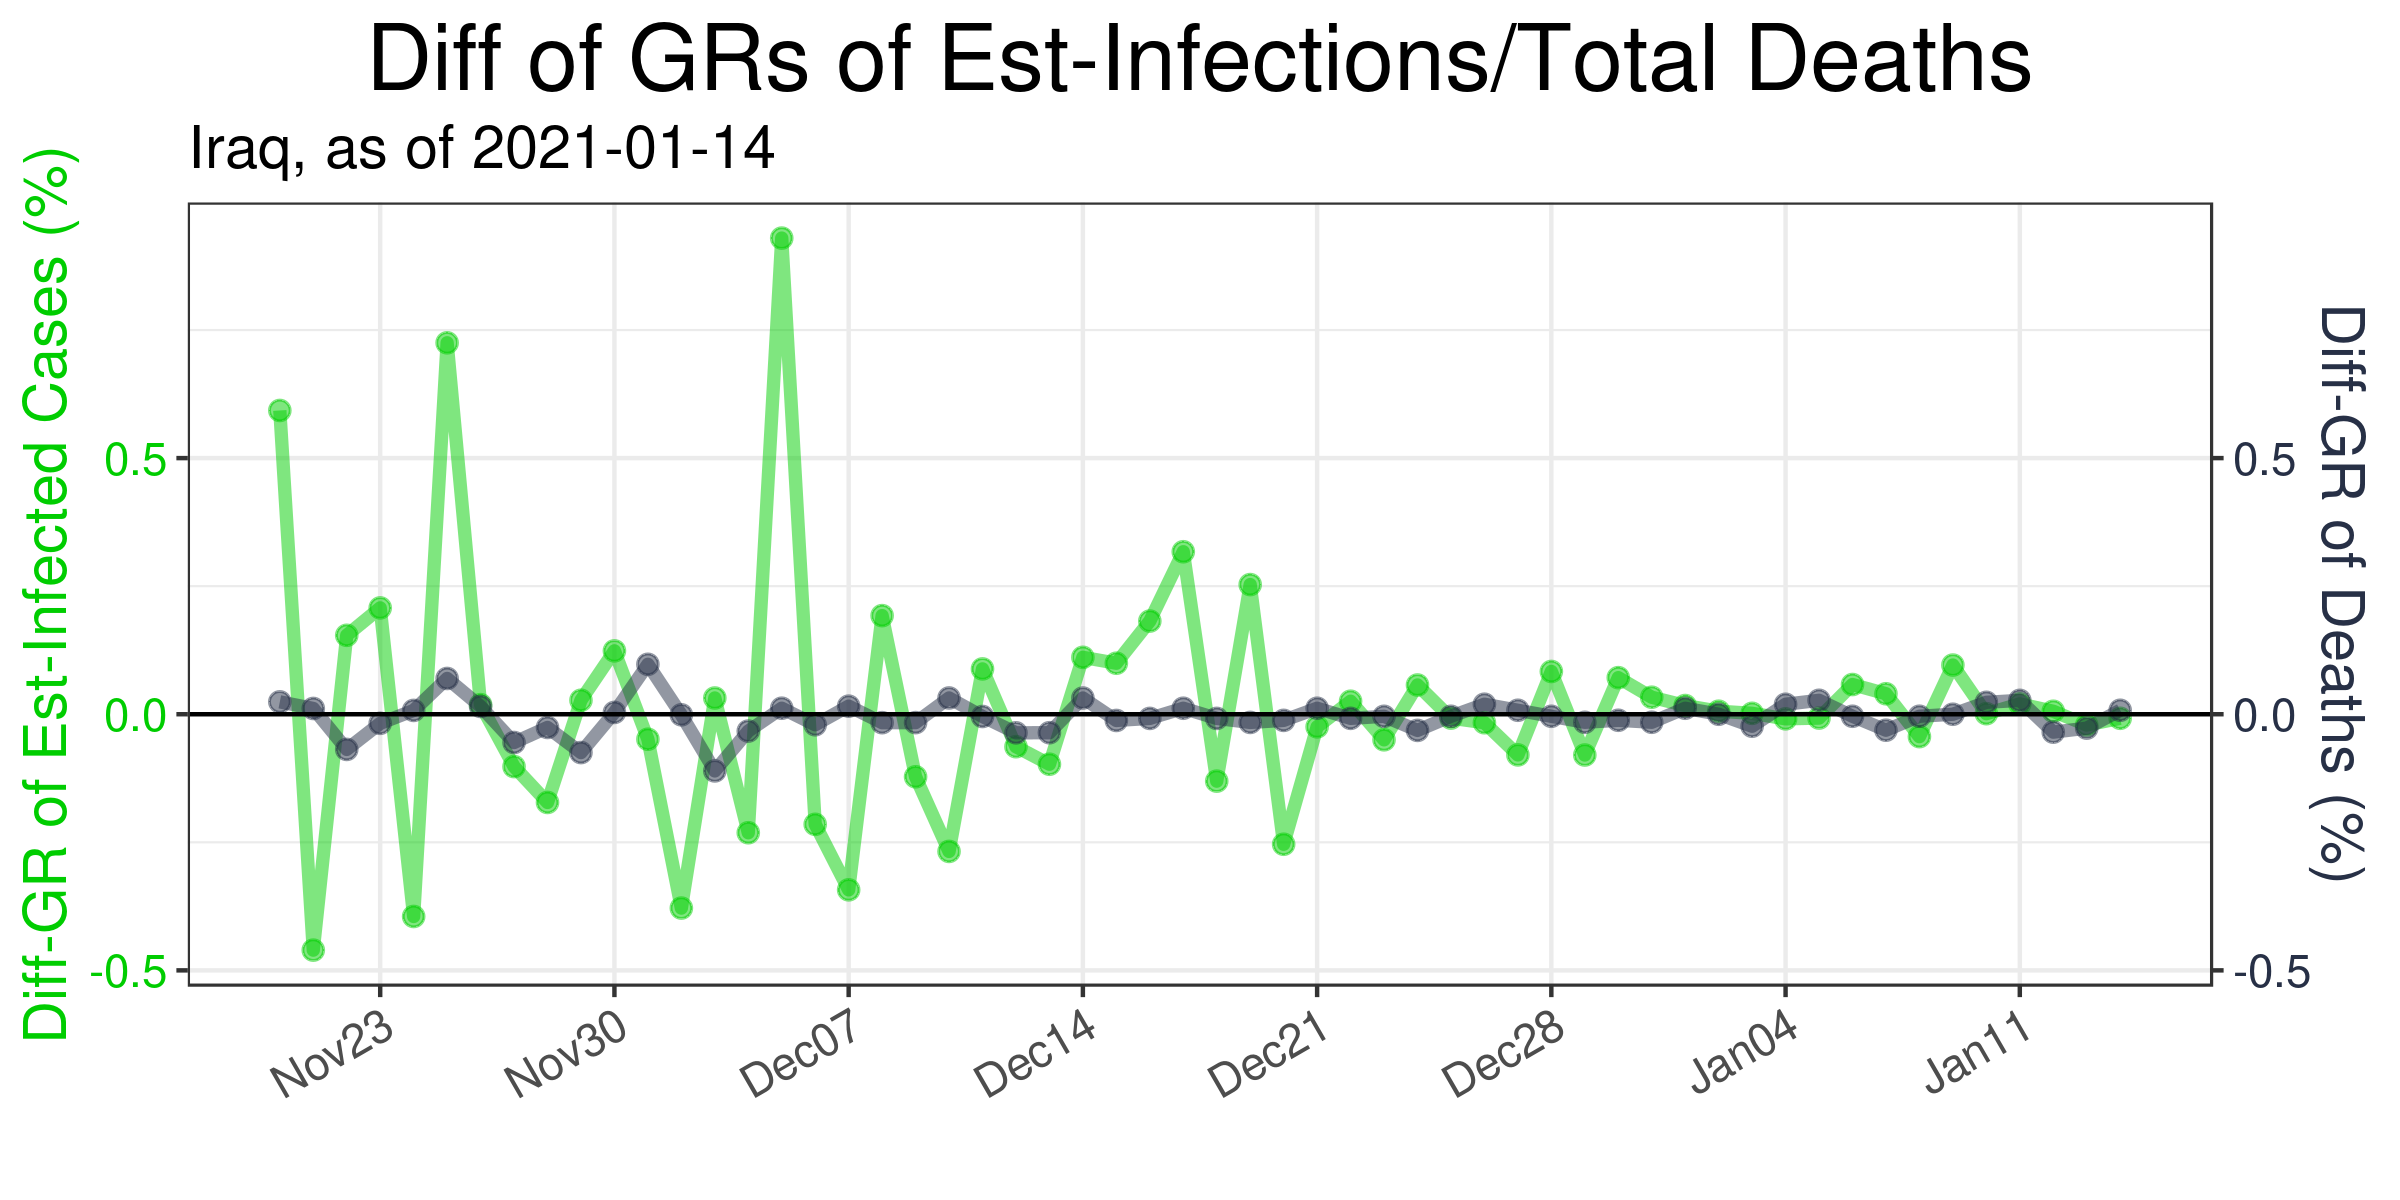 Diff of GRs of Est-Infections/Total Deaths
Iraq, as of 2021-01-14
Diff-GR of Est-Infected Cases (%)
0.5
0.0
-0.5
0.5
0.0
-0.5
Diff-GR of Deaths (%)
Nov23
Nov30
Dec07
Dec14
Dec21
Dec28
Jan04
Jan11